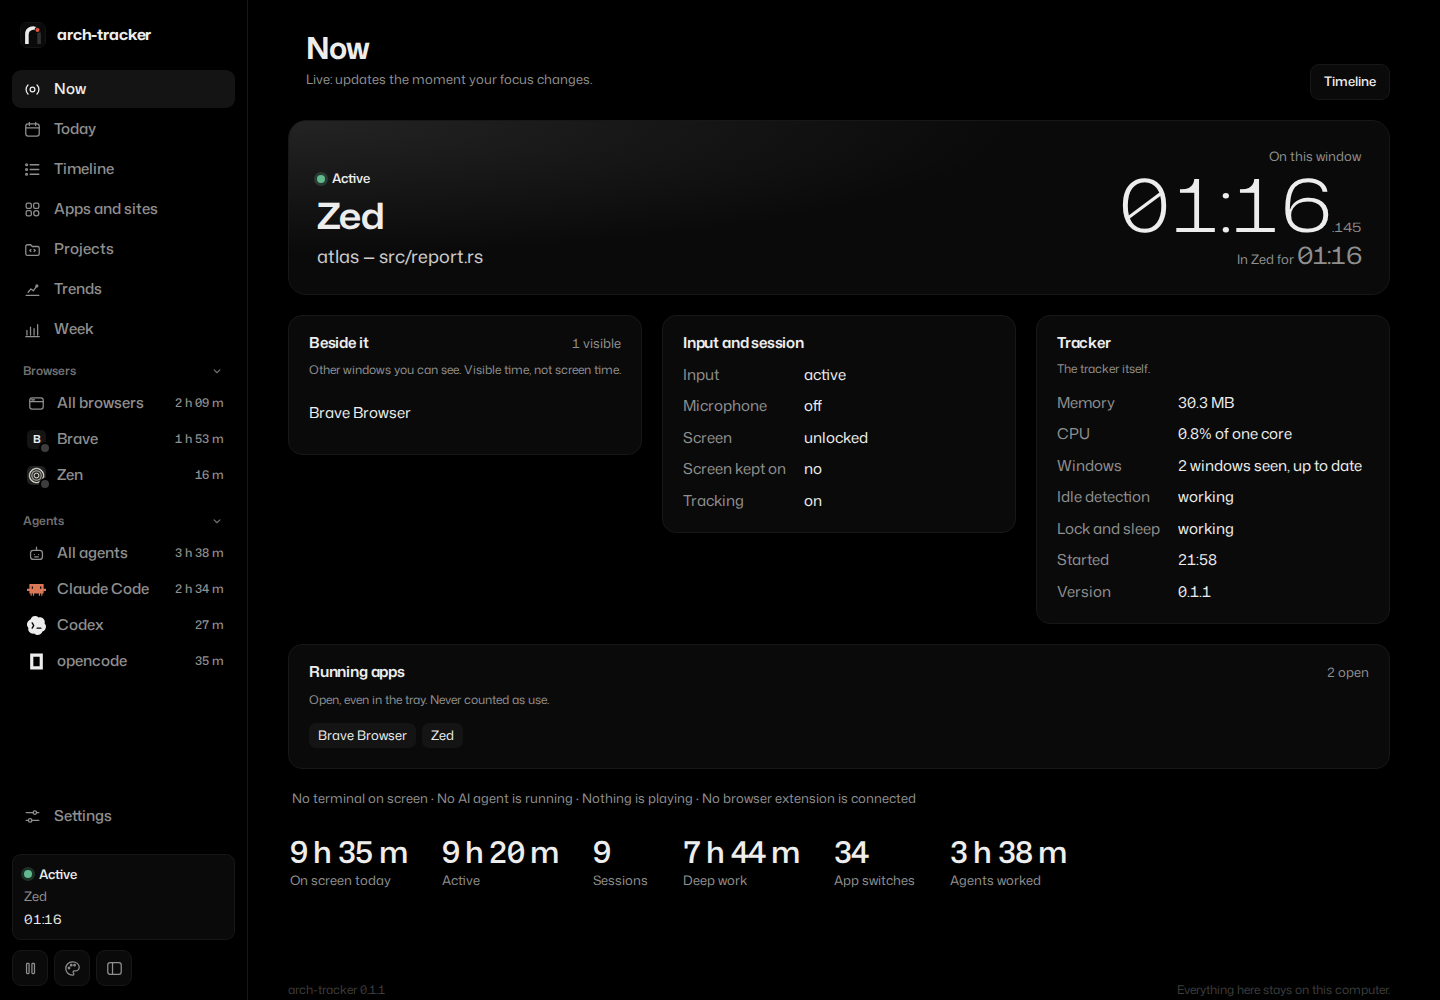 arch-tracker
Now
Today
Timeline
Apps and sites
Projects
Trends
Week
Browsers
All browsers 2 h 09 m
B Brave 1 h 53 m
Zen 16 m
Agents
All agents 3 h 38 m
Claude Code 2 h 34 m
Codex 27 m
opencode 35 m
Settings
Active
Zed
01:16
Now
Live: updates the moment your focus changes.
Timeline
Active
Zed
atlas – src/report.rs
On this window
01:16.145
In Zed for 01:16
Beside it 1 visible
Other windows you can see. Visible time, not screen time.
Brave Browser
Input and session
Input active
Microphone off
Screen unlocked
Screen kept on no
Tracking on
Tracker
The tracker itself.
Memory 30.3 MB
CPU 0.8% of one core
Windows 2 windows seen, up to date
Idle detection working
Lock and sleep working
Started 21:58
Version 0.1.1
Running apps 2 open
Open, even in the tray. Never counted as use.
Brave Browser Zed
No terminal on screen · No AI agent is running · Nothing is playing · No browser extension is connected
9 h 35 m 9 h 20 m 9 7 h 44 m 34 3 h 38 m
On screen today Active Sessions Deep work App switches Agents worked
arch-tracker 0.1.1 Everything here stays on this computer.